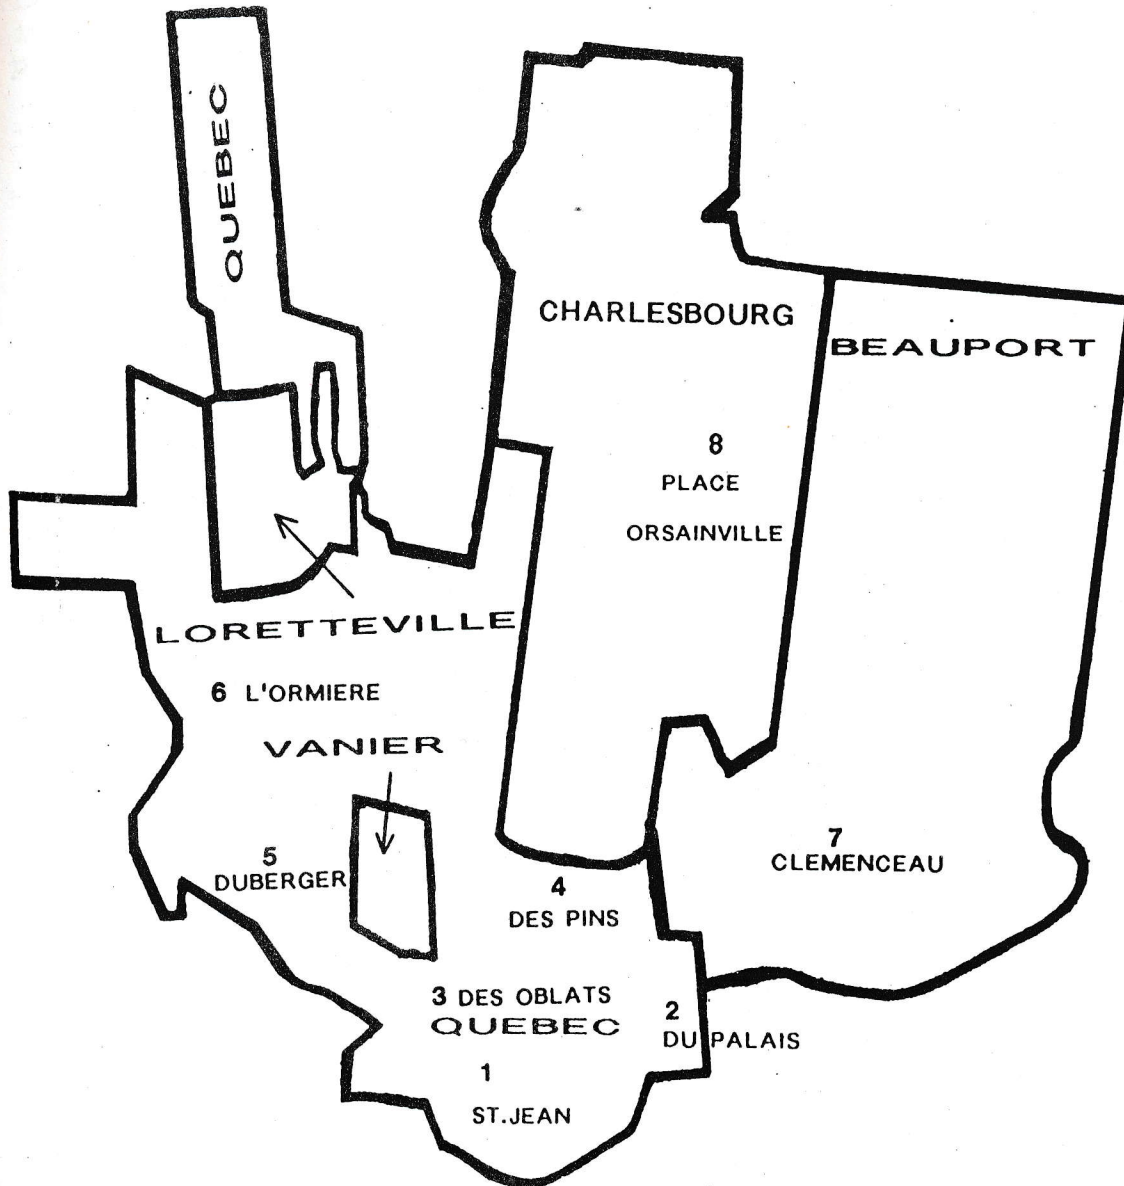 QUEBEC
CHARLESBOURG
BEAUPORT
8
PLACE
ORSAINVILLE
LORETTEVILLE
6 L'ORMIERE
VANIER
5
DUBERGER
7
CLEMENCEAU
4
DES PINS
3 DES OBLATS
QUEBEC
2
DU PALAIS
1
ST.JEAN